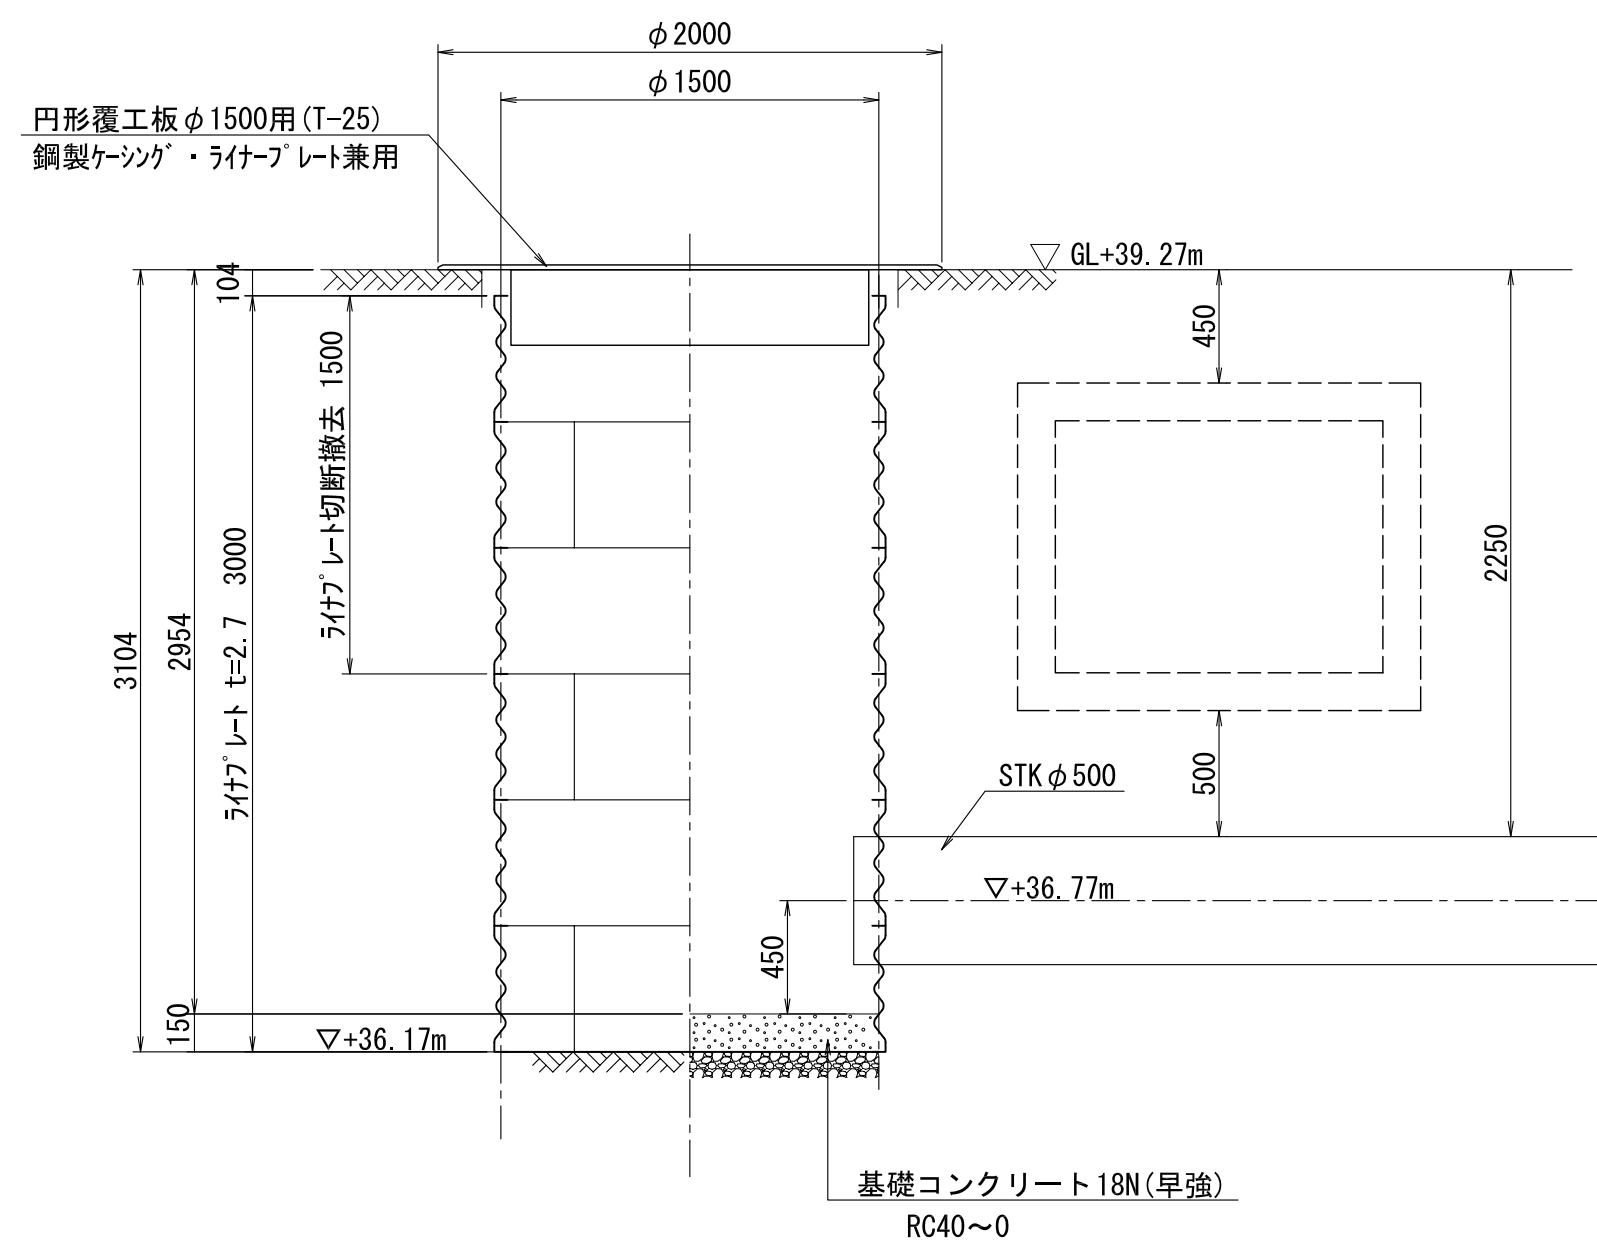 φ2000
φ1500
円形覆工板φ1500用(T-25)
鋼製ｹｰｼﾝｸﾞ・ﾗｲﾅｰﾌﾟﾚｰﾄ兼用
GL+39.27m
104
450
ﾗｲﾅﾌﾟﾚｰﾄ切断撤去 1500
2250
ﾗｲﾅﾌﾟﾚｰﾄ t=2.7 3000
2954
3104
500
STKφ500
▽+36.77m
450
150
▽+36.17m
基礎コンクリート18N(早強)
RC40～0